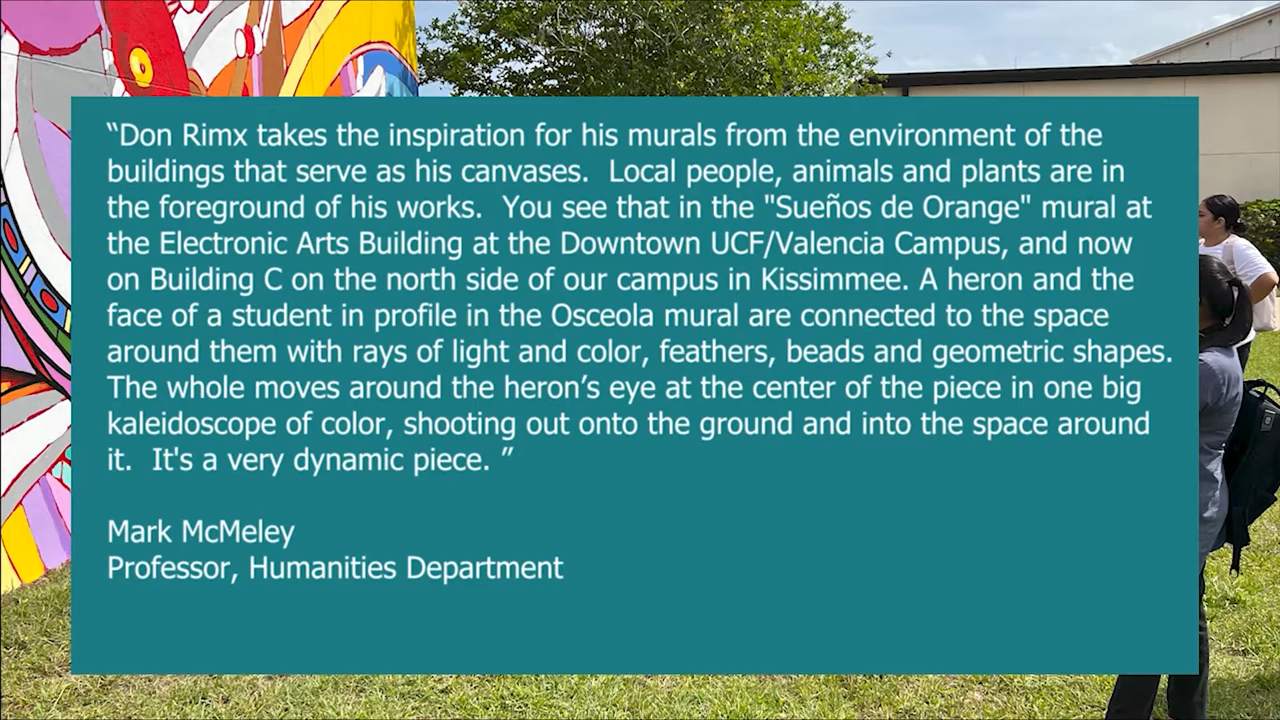 “Don Rimx takes the inspiration for his murals from the environment of the
buildings that serve as his canvases.  Local people, animals and plants are in
the foreground of his works.  You see that in the "Sueños de Orange" mural at
the Electronic Arts Building at the Downtown UCF/Valencia Campus, and now
on Building C on the north side of our campus in Kissimmee. A heron and the
face of a student in profile in the Osceola mural are connected to the space
around them with rays of light and color, feathers, beads and geometric shapes.
The whole moves around the heron’s eye at the center of the piece in one big
kaleidoscope of color, shooting out onto the ground and into the space around
it.  It's a very dynamic piece. ”
Mark McMeley
Professor, Humanities Department